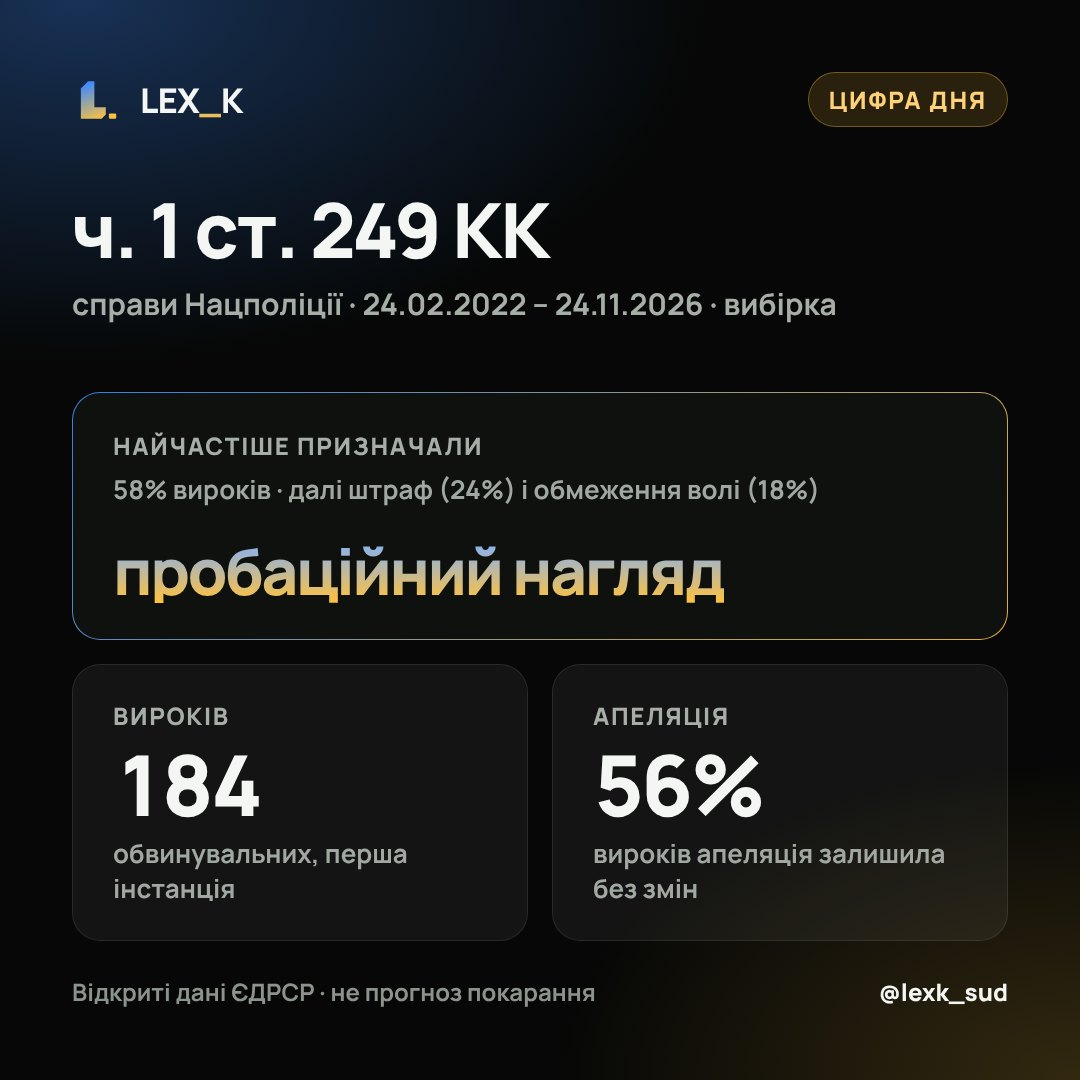 LEX_K
ЦИФРА ДНЯ
ч. 1 ст. 249 КК
справи Нацполіції · 24.02.2022 – 24.11.2026 · вибірка
НАЙЧАСТІШЕ ПРИЗНАЧАЛИ
58% вироків · далі штраф (24%) і обмеження волі (18%)
пробаційний нагляд
ВИРОКІВ
184
обвинувальних, перша
інстанція
АПЕЛЯЦІЯ
56%
вироків апеляція залишила
без змін
Відкриті дані ЄДРСР · не прогноз покарання
@lexk_sud